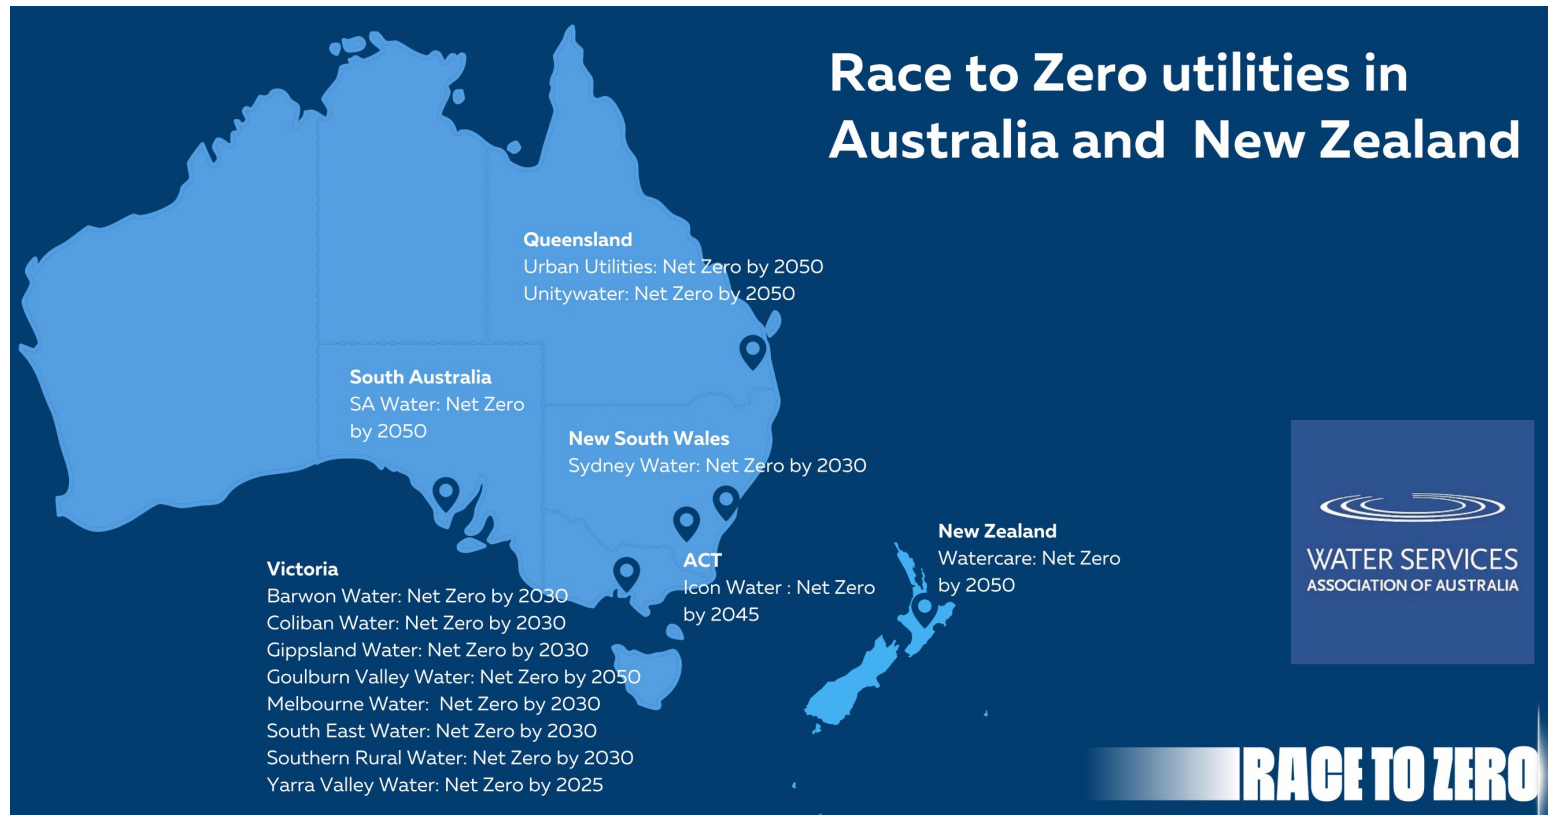 Race to Zero utilities in
Australia and New Zealand
Queensland
Urban Utilities: Net Zero by 2050
Unitywater: Net Zero by 2050
South Australia
SA Water: Net Zero
by 2050
New South Wales
Sydney Water: Net Zero by 2030
New Zealand
Watercare: Net Zero
by 2050
ACT
Icon Water : Net Zero
by 2045
Victoria
Barwon Water: Net Zero by 2030
Coliban Water: Net Zero by 2030
Gippsland Water: Net Zero by 2030
Goulburn Valley Water: Net Zero by 2050
Melbourne Water: Net Zero by 2030
South East Water: Net Zero by 2030
Southern Rural Water: Net Zero by 2030
Yarra Valley Water: Net Zero by 2025
WATER SERVICES
ASSOCIATION OF AUSTRALIA
RACE TO ZERO